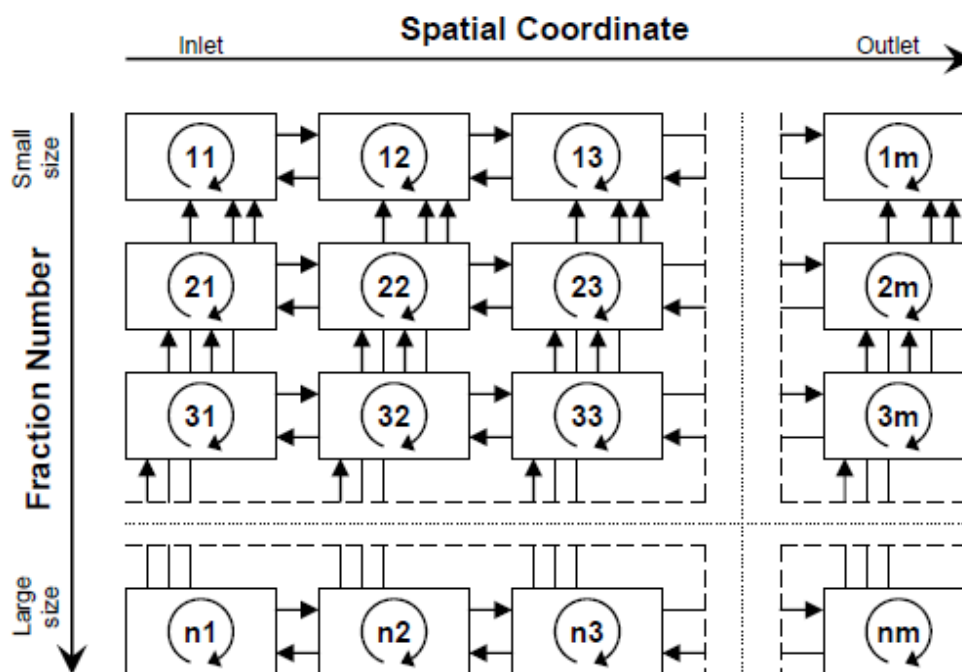 Spatial Coordinate
Inlet
Outlet
Small
size
Fraction Number
Large
size
11
12
13
1m
21
22
23
2m
31
32
33
3m
n1
n2
n3
nm